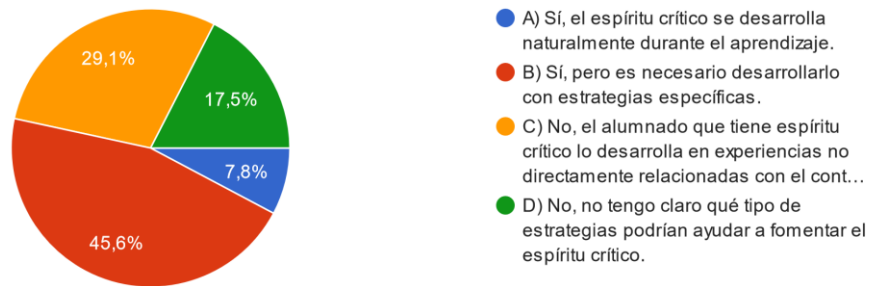 29,1%
17,5%
7,8%
45,6%
A) Sí, el espíritu crítico se desarrolla
naturalmente durante el aprendizaje.
B) Sí, pero es necesario desarrollarlo
con estrategias específicas.
C) No, el alumnado que tiene espíritu
crítico lo desarrolla en experiencias no
directamente relacionadas con el cont…
D) No, no tengo claro qué tipo de
estrategias podrían ayudar a fomentar el
espíritu crítico.